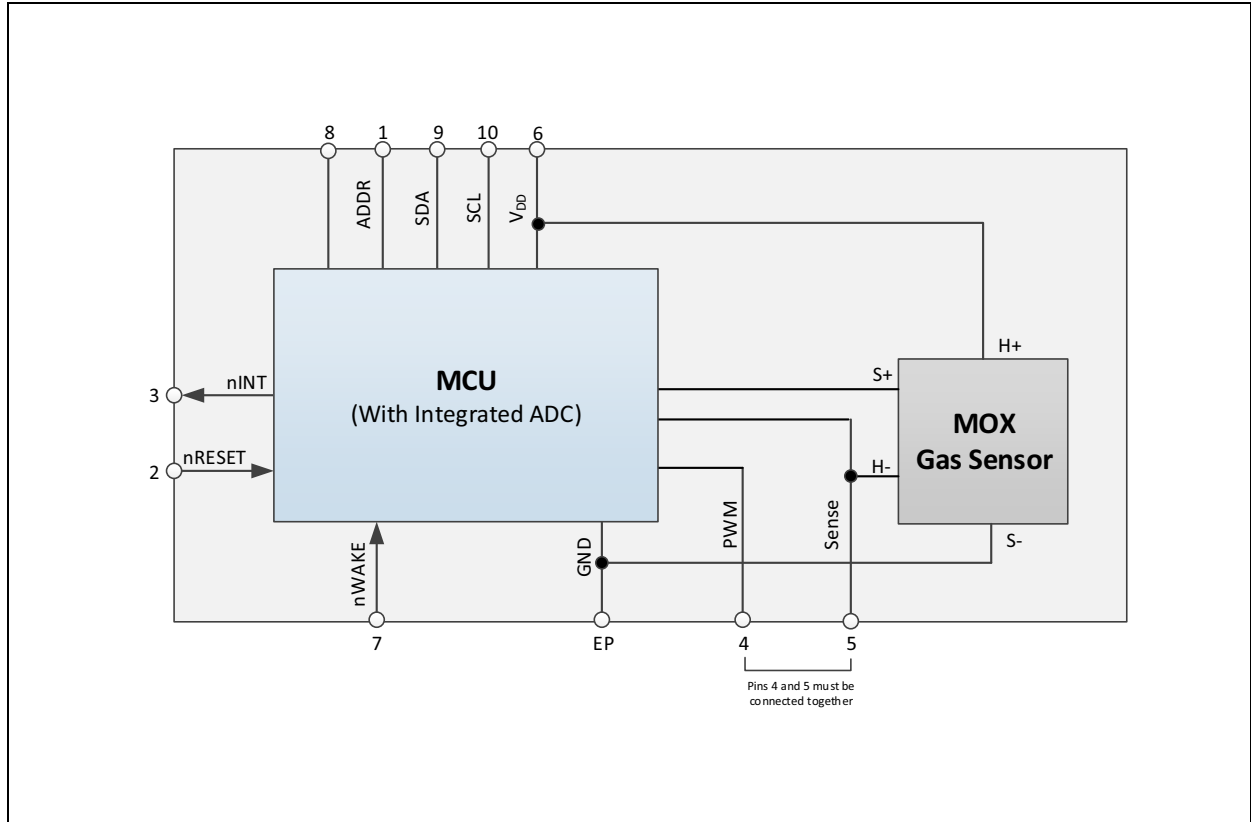 8
1
9
10
6
ADDR
SDA
SCL
VDD
H+
S+
nINT
3
MCU
(With Integrated ADC)
MOX
Gas Sensor
H-
nRESET
2
nWAKE
GND
PWM
Sense
S-
7
EP
4
5
Pins 4 and 5 must be
connected together